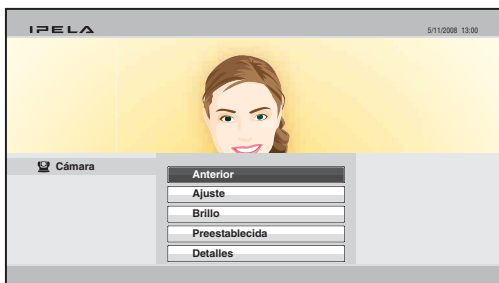 IPELA
5/11/2008 13:00
Cámara
Anterior
Ajuste
Brillo
Preestablecida
Detalles